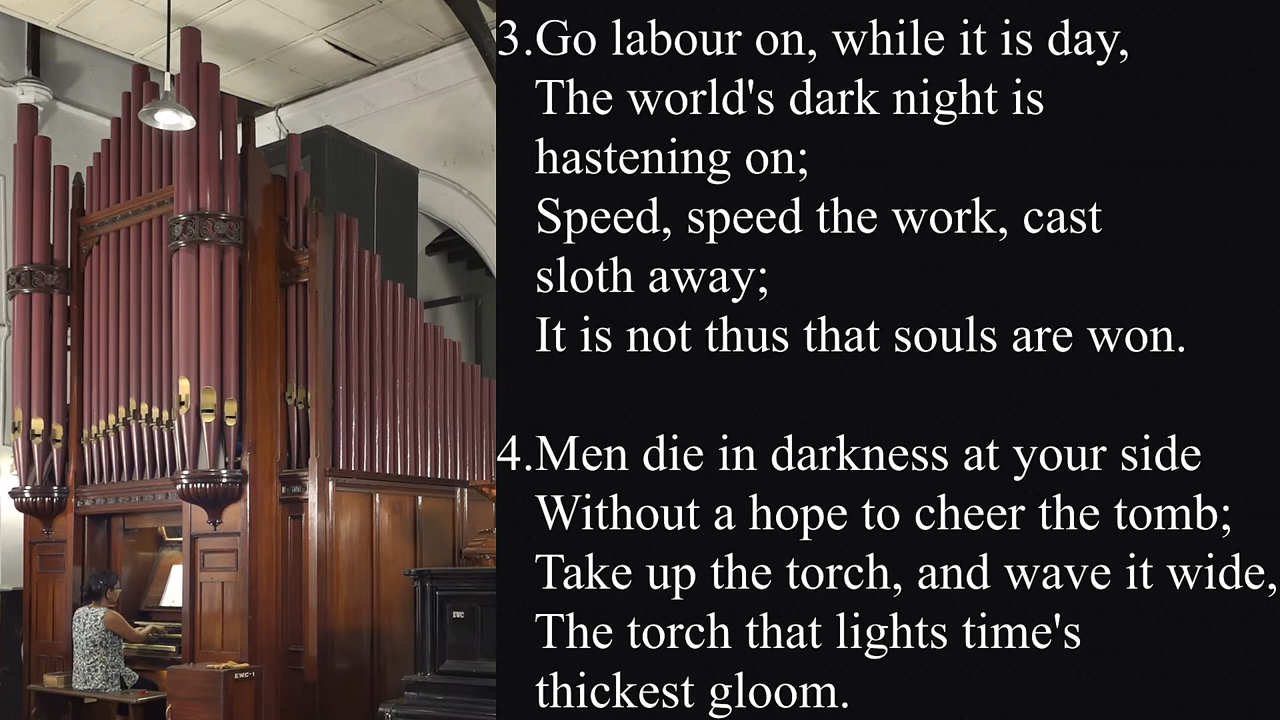 3.Go labour on, while it is day,
The world's dark night is
hastening on;
Speed, speed the work, cast
sloth away;
It is not thus that souls are won.
4.Men die in darkness at your side
Without a hope to cheer the tomb;
Take up the torch, and wave it wide,
The torch that lights time's
thickest gloom.
EWC
EWC-1